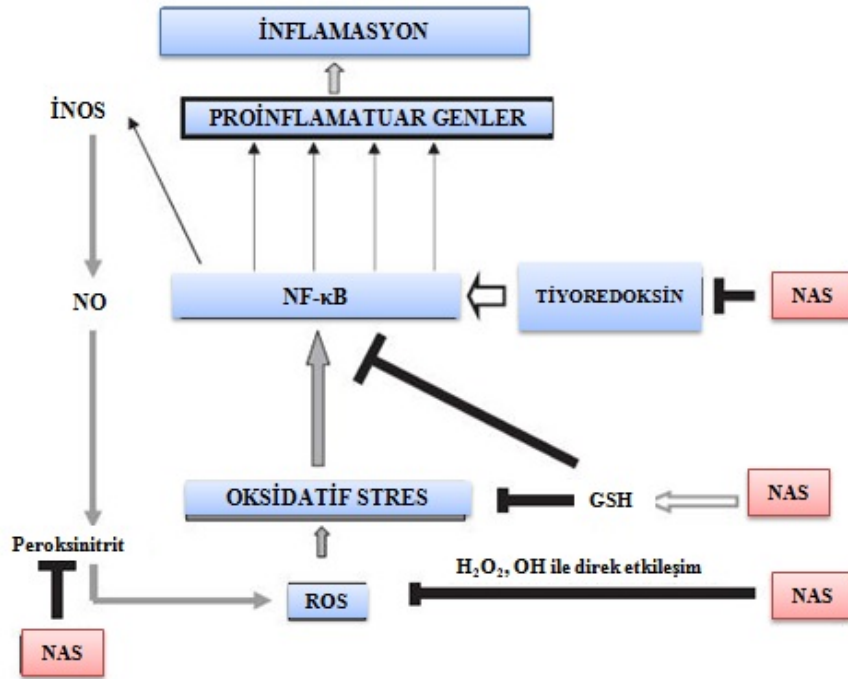 İNFLAMASYON
İNOS
PROİNFLAMATUAR GENLER
NO
NF-κB
TİYOREDOKSİN
NAS
OKSİDATİF STRES
GSH
NAS
Peroksinitrit
H₂O₂, OH ile direk etkileşim
ROS
NAS
NAS